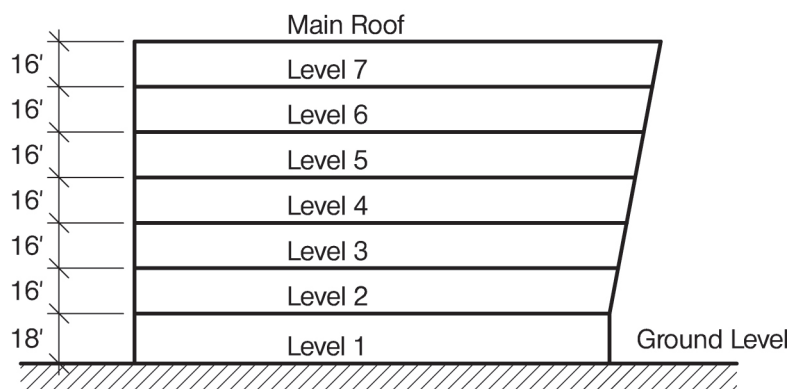 Main Roof
16′ Level 7
16′ Level 6
16′ Level 5
16′ Level 4
16′ Level 3
16′ Level 2
18′ Level 1 Ground Level